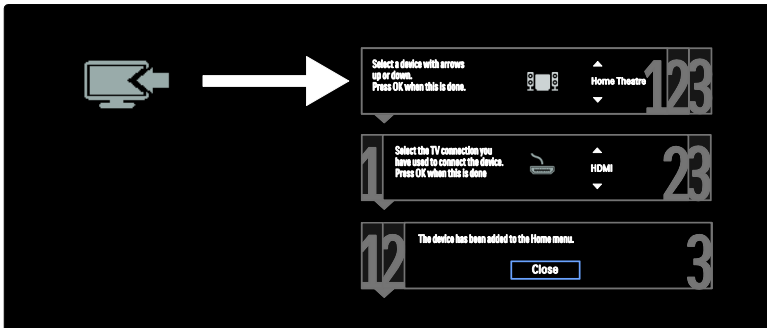 Select a device with arrows
up or down.
Press OK when this is done.
Home Theatre
123
Select the TV connection you
have used to connect the device.
Press OK when this is done
1
HDMI
23
The device has been added to the Home menu.
12
Close
3